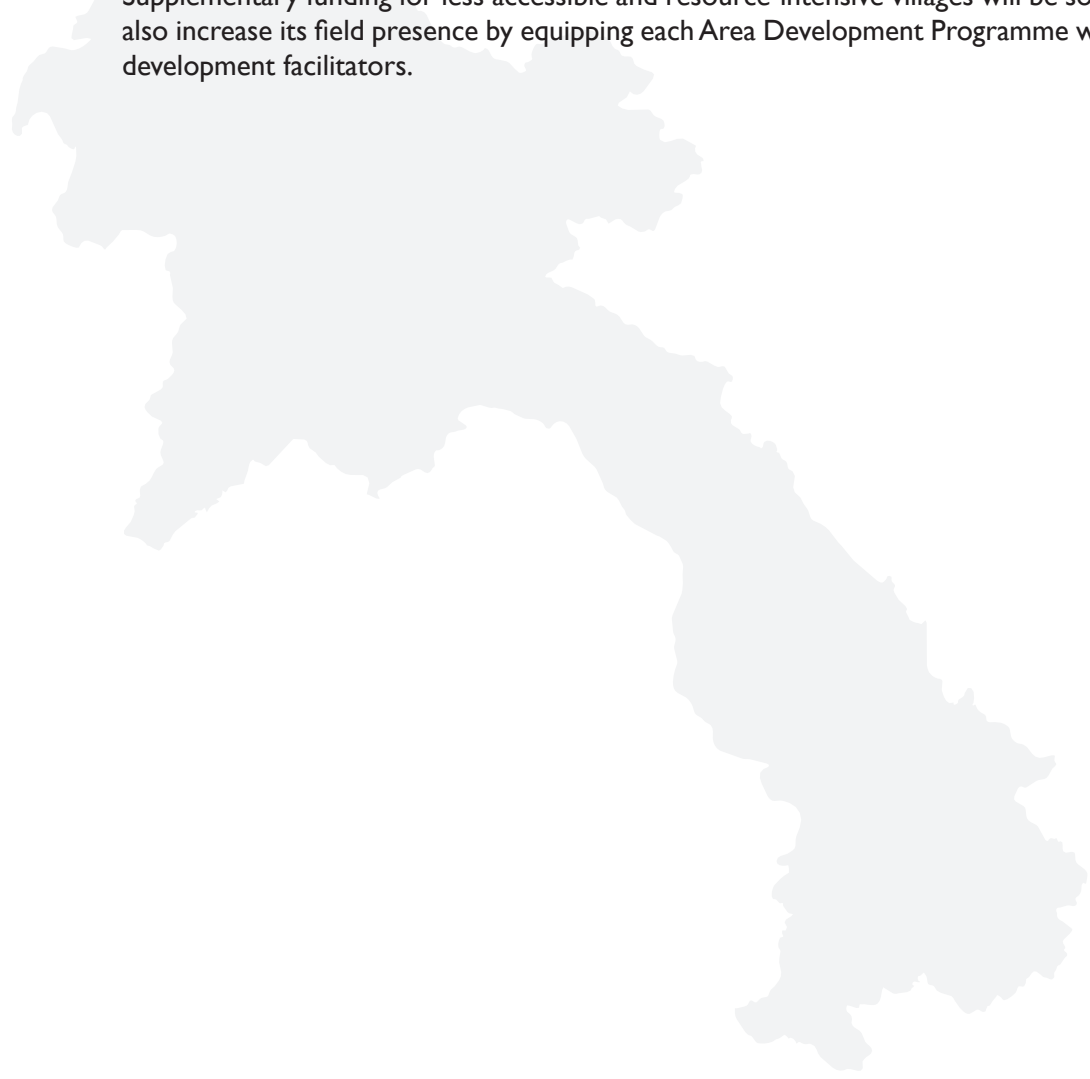 Supplementary funding for less accessible and resource-intensive villages will be
also increase its field presence by equipping each Area Development Programme
development facilitators.